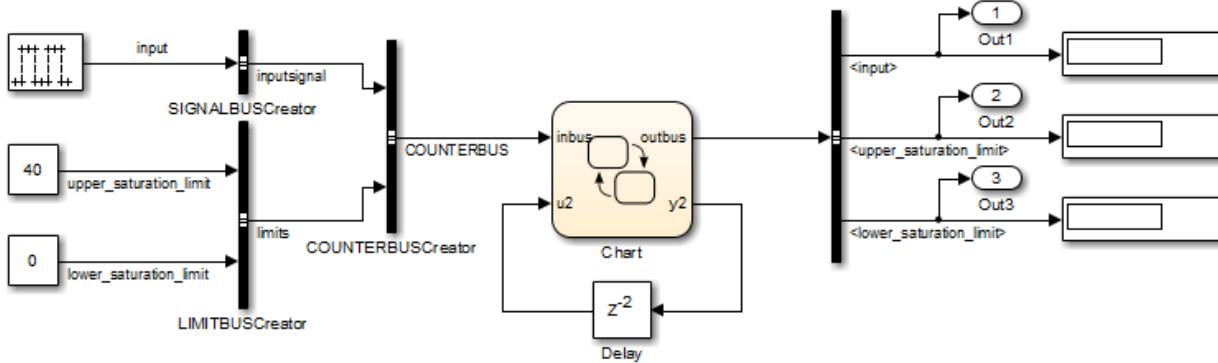 input
inputsignal
SIGNALBUSCreator
40
upper_saturation_limit
0
lower_saturation_limit
limits
LIMITBUSCreator
COUNTERBUS
COUNTERBUSCreator
inbus
outbus
u2
y2
Chart
z-2
Delay
1
Out1
<input>
2
Out2
<upper_saturation_limit>
3
Out3
<lower_saturation_limit>